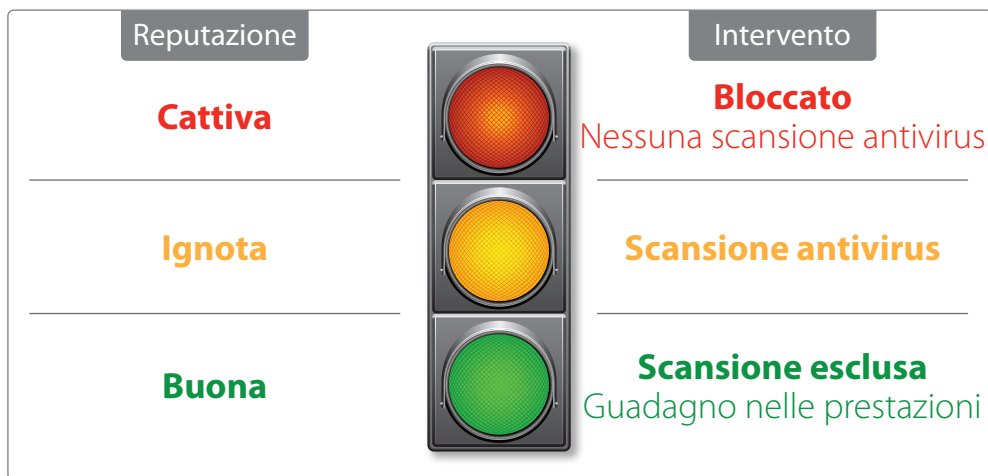 Reputazione
Intervento
Cattiva
Bloccato
Nessuna scansione antivirus
Ignota
Scansione antivirus
Buona
Scansione esclusa
Guadagno nelle prestazioni